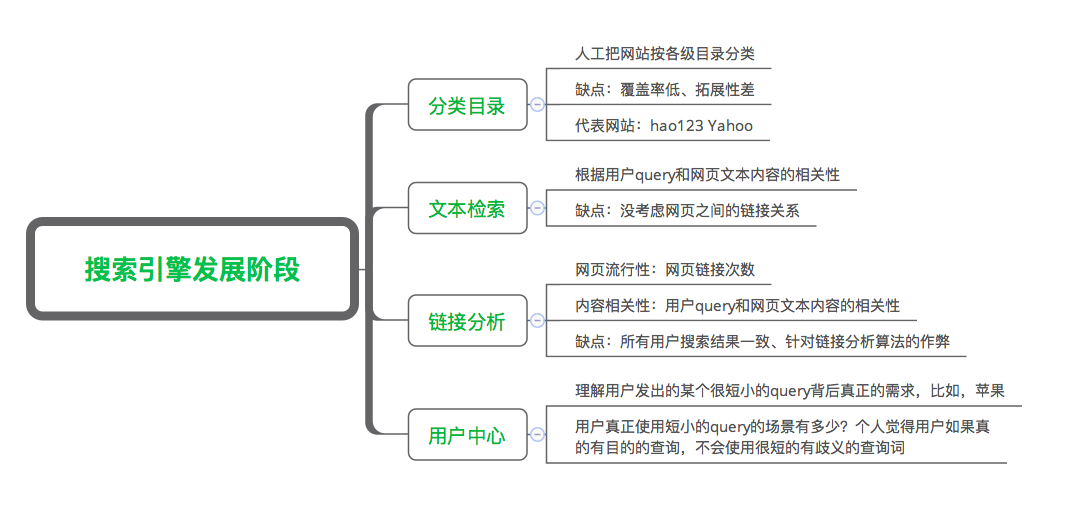 搜索引擎发展阶段
分类目录
人工把网站按各级目录分类
缺点：覆盖率低、拓展性差
代表网站：hao123 Yahoo
文本检索
根据用户query和网页文本内容的相关性
缺点：没考虑网页之间的链接关系
链接分析
网页流行性：网页链接次数
内容相关性：用户query和网页文本内容的相关性
缺点：所有用户搜索结果一致、针对链接分析算法的作弊
用户中心
理解用户发出的某个很短小的query背后真正的需求，比如，苹果
用户真正使用短小的query的场景有多少？个人觉得用户如果真
的有目的的查询，不会使用很短的有歧义的查询词